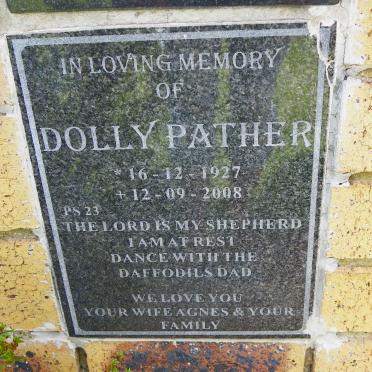 IN LOVING MEMORY
OF
DOLLY PATHER
* 16 - 12 - 1927
+ 12 - 09 - 2008
PS 23
THE LORD IS MY SHEPHERD
I AM AT REST
DANCE WITH THE
DAFFODILS DAD
WE LOVE YOU
YOUR WIFE AGNES & YOUR
FAMILY